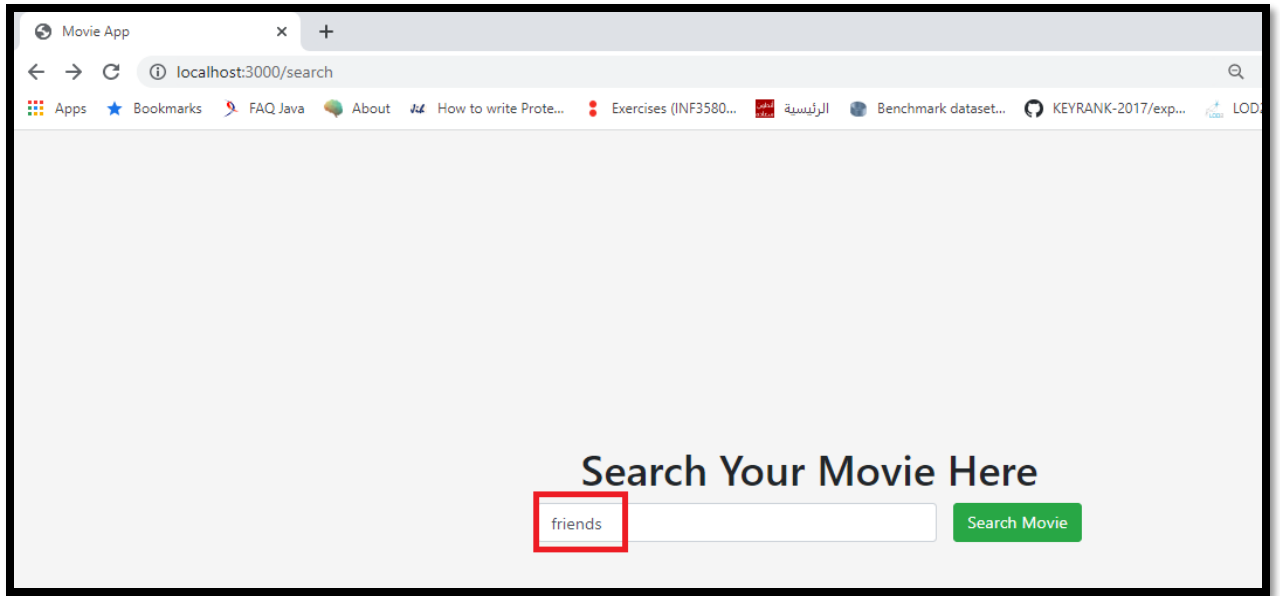 Movie App
localhost:3000/search
Apps Bookmarks FAQ Java About How to write Prote... Exercises (INF3580... الرئيسية Benchmark dataset... KEYRANK-2017/exp...
Search Your Movie Here
friends Search Movie